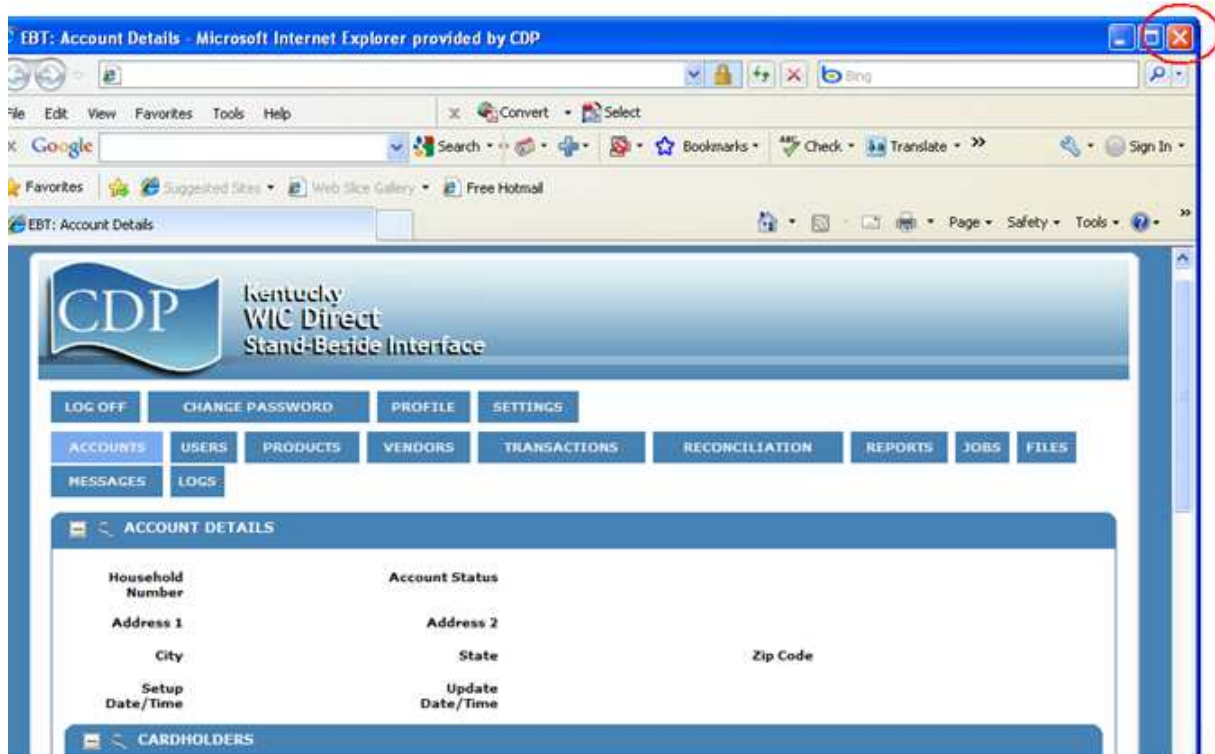 EBT: Account Details - Microsoft Internet Explorer provided by CDP
Bing
File Edit View Favorites Tools Help
Convert Select
Google Search Bookmarks Check Translate Sign In
Favorites Suggested Sites Web Slice Gallery Free Hotmail
EBT: Account Details Page Safety Tools
CDP
Kentucky
WIC Direct
Stand-Beside Interface
LOG OFF CHANGE PASSWORD PROFILE SETTINGS
ACCOUNTS USERS PRODUCTS VENDORS TRANSACTIONS RECONCILIATION REPORTS JOBS FILES
MESSAGES LOGS
ACCOUNT DETAILS
Household Number Account Status
Address 1 Address 2
City State Zip Code
Setup Date/Time Update Date/Time
CARDHOLDERS